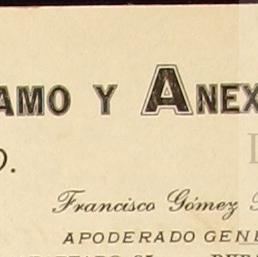 AMO Y ANEX
O.
Francisco Gómez
APODERADO GENE